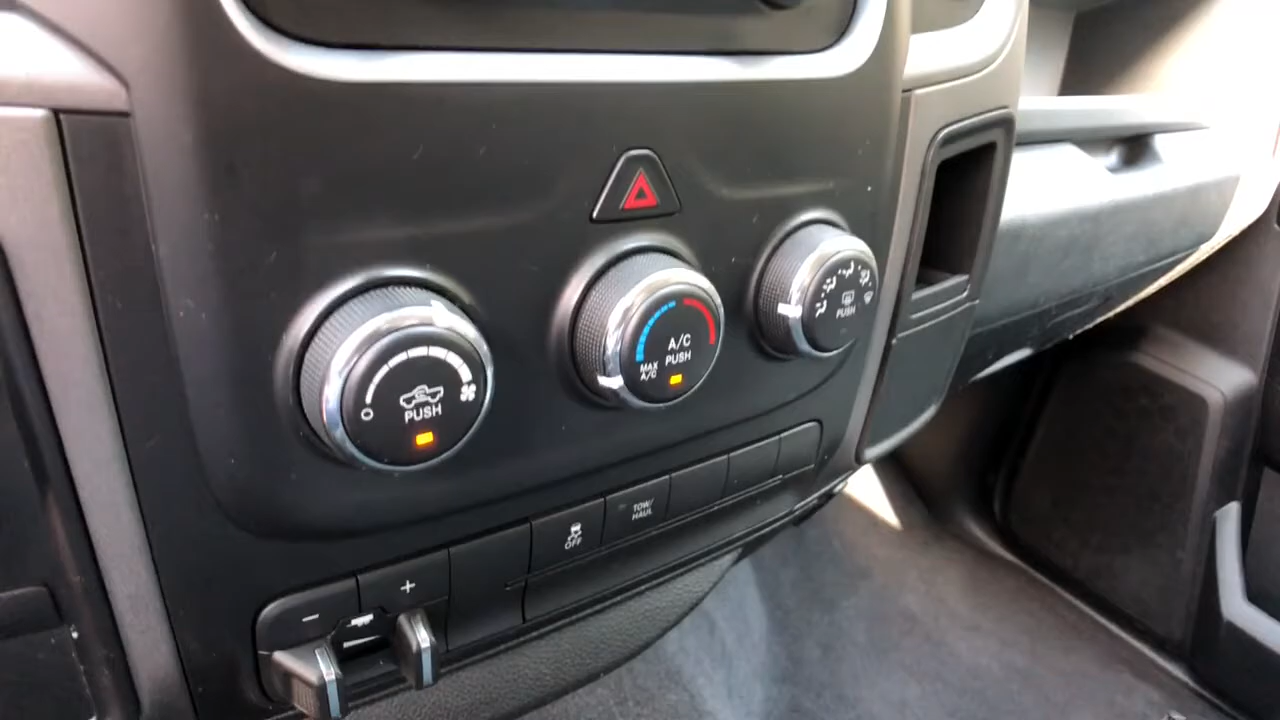 PUSH
A/C
PUSH
MAX
A/C
PUSH
OFF
TOW/
HAUL
−
+